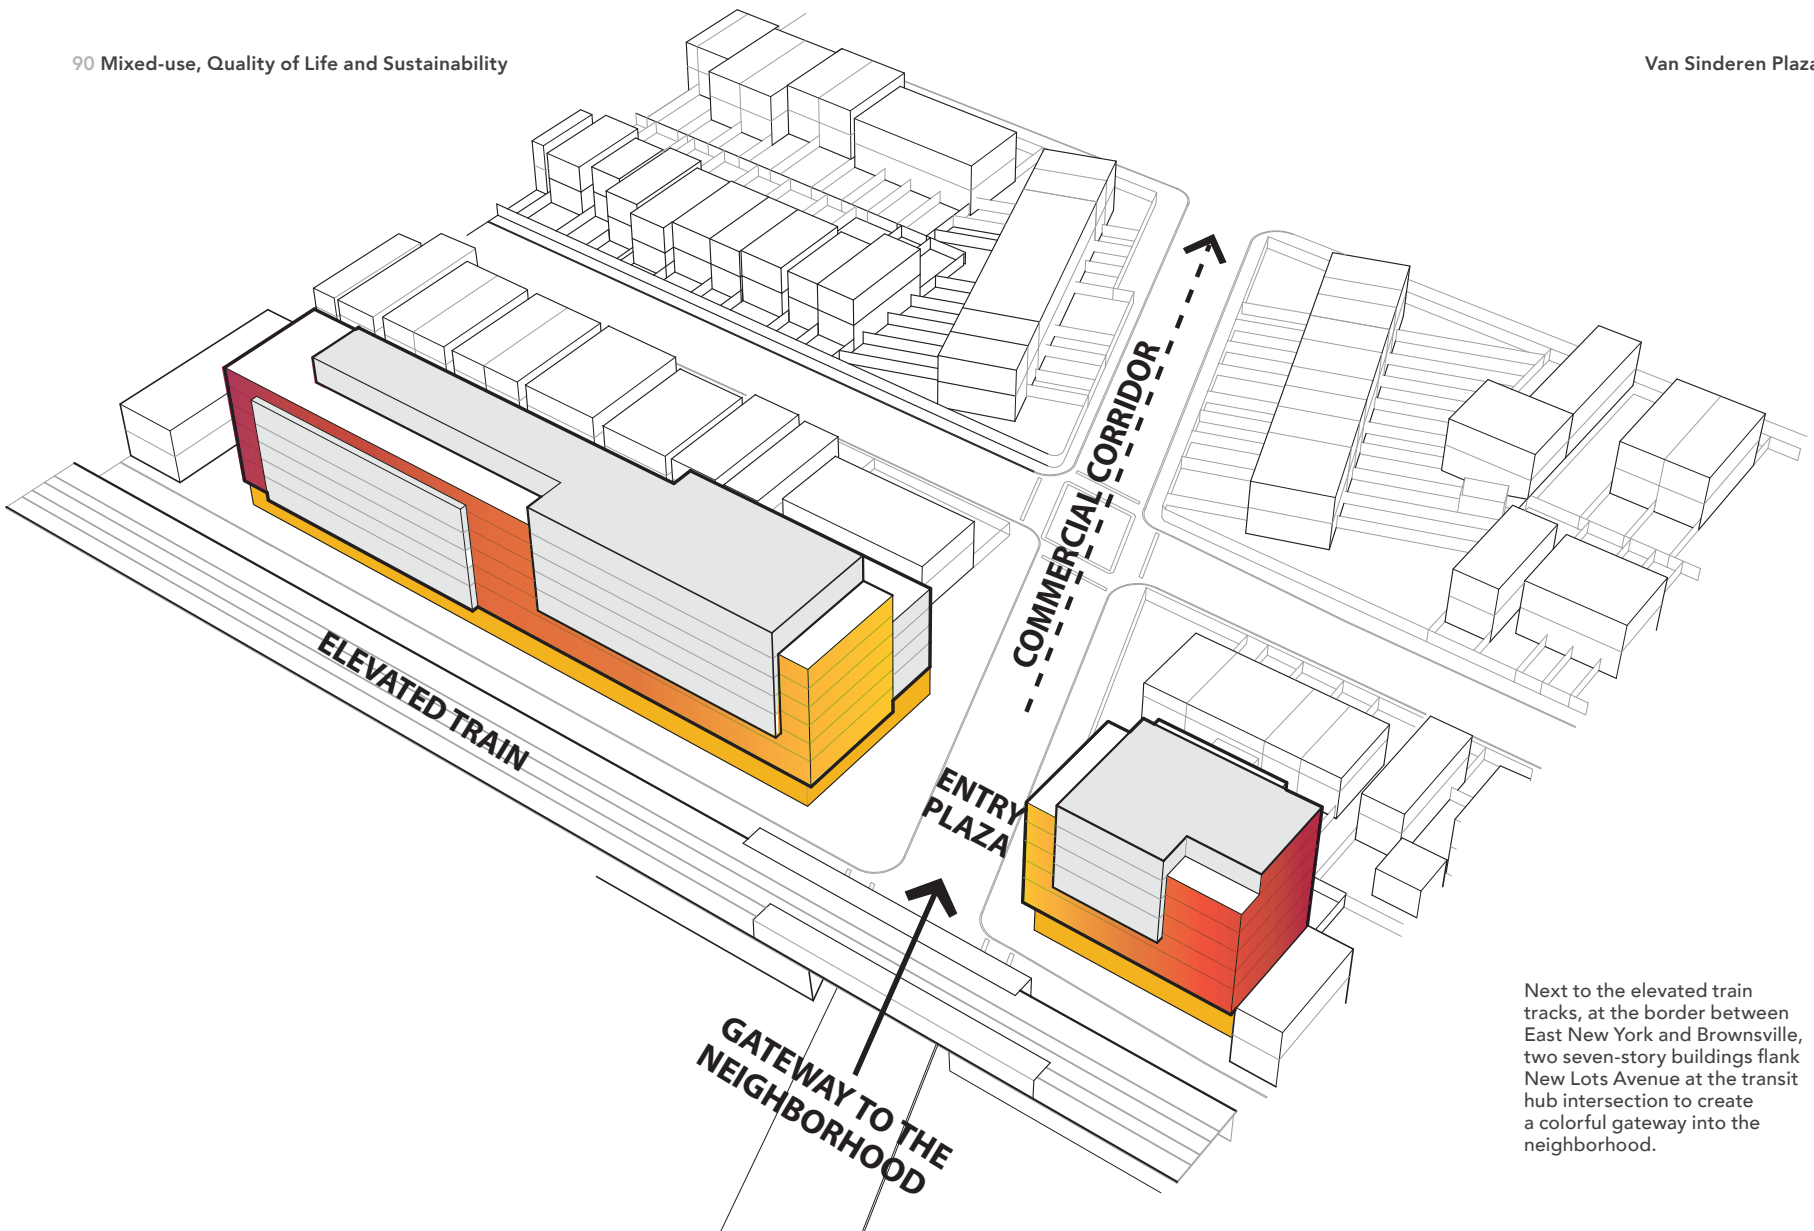 90 Mixed-use, Quality of Life and Sustainability
Van Sinderen Plaza
COMMERCIAL CORRIDOR
ELEVATED TRAIN
ENTRY
PLAZA
GATEWAY TO THE
NEIGHBORHOOD
Next to the elevated train
tracks, at the border between
East New York and Brownsville,
two seven-story buildings flank
New Lots Avenue at the transit
hub intersection to create
a colorful gateway into the
neighborhood.